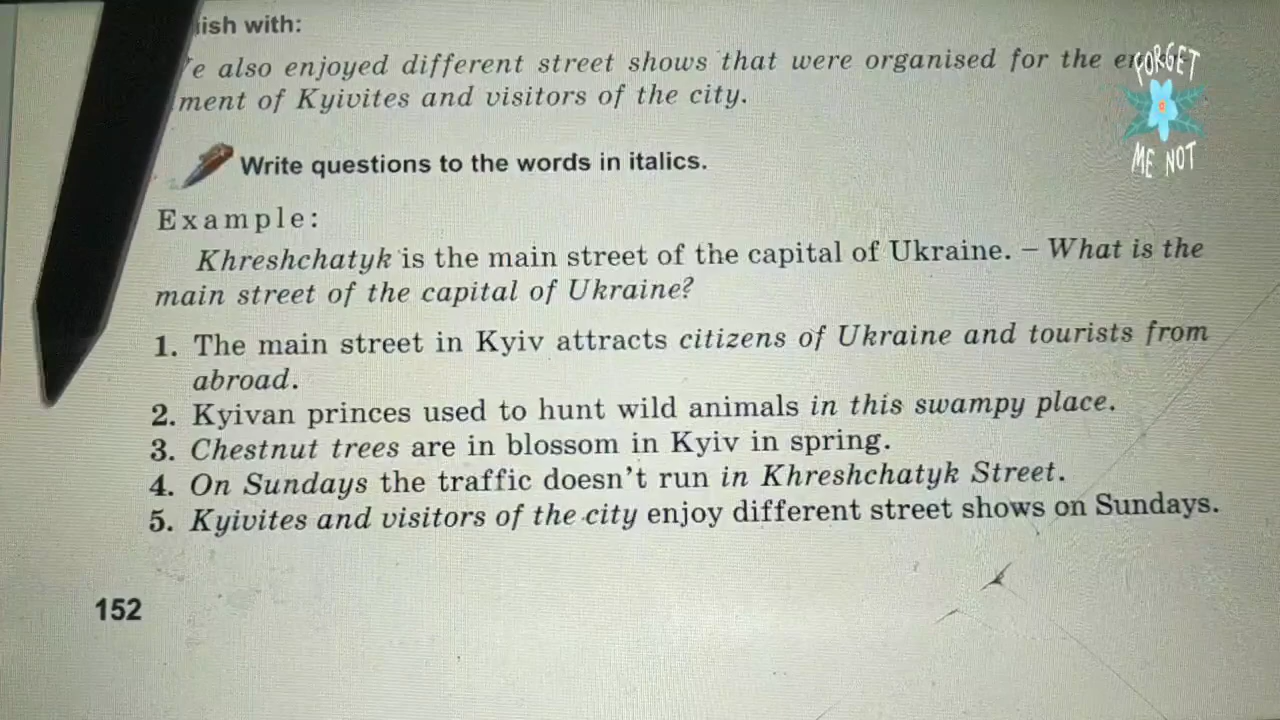 ish with:
e also enjoyed different street shows that were organised for the
ment of Kyivites and visitors of the city.
FORGET
ME NOT
Write questions to the words in italics.
Example:
Khreshchatyk is the main street of the capital of Ukraine. – What is the
main street of the capital of Ukraine?
1. The main street in Kyiv attracts citizens of Ukraine and tourists from
abroad.
2. Kyivan princes used to hunt wild animals in this swampy place.
3. Chestnut trees are in blossom in Kyiv in spring.
4. On Sundays the traffic doesn't run in Khreshchatyk Street.
5. Kyivites and visitors of the city enjoy different street shows on Sundays.
152